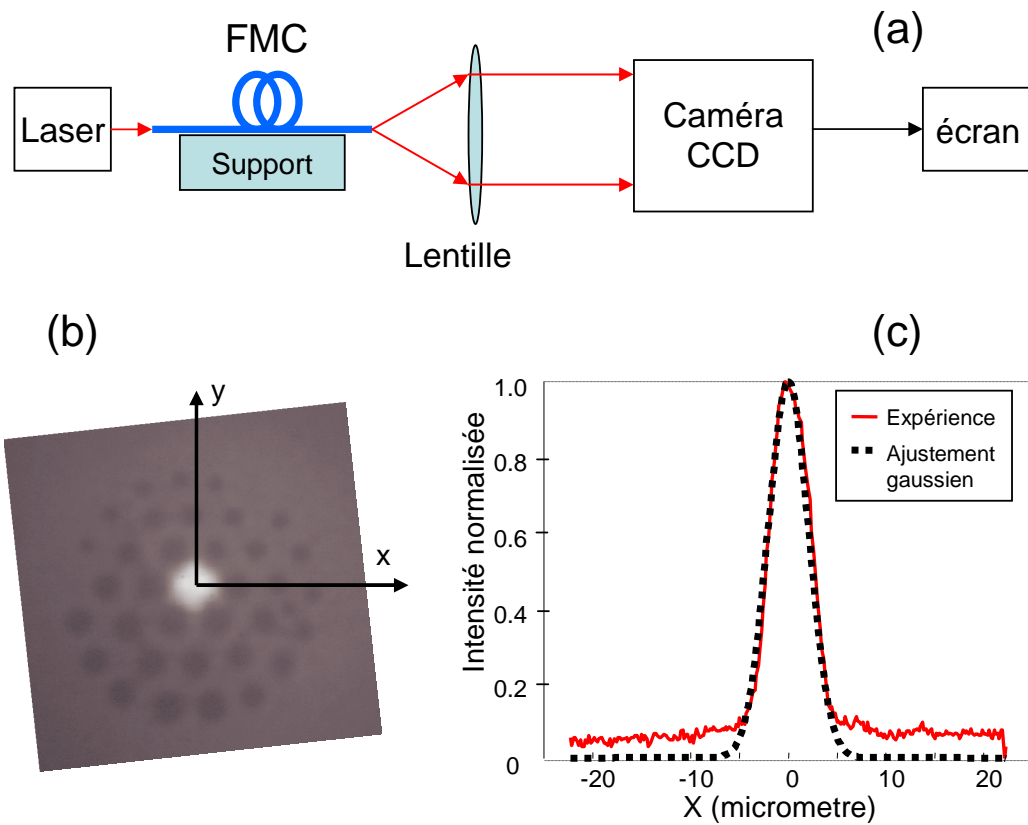 (a)
FMC
Laser
Support
Lentille
Caméra
CCD
écran
(b)
y
x
(c)
Intensité normalisée
1.0
0.8
0.6
0.4
0.2
0
Expérience
Ajustement
gaussien
-20
-10
0
10
20
X (micrometre)